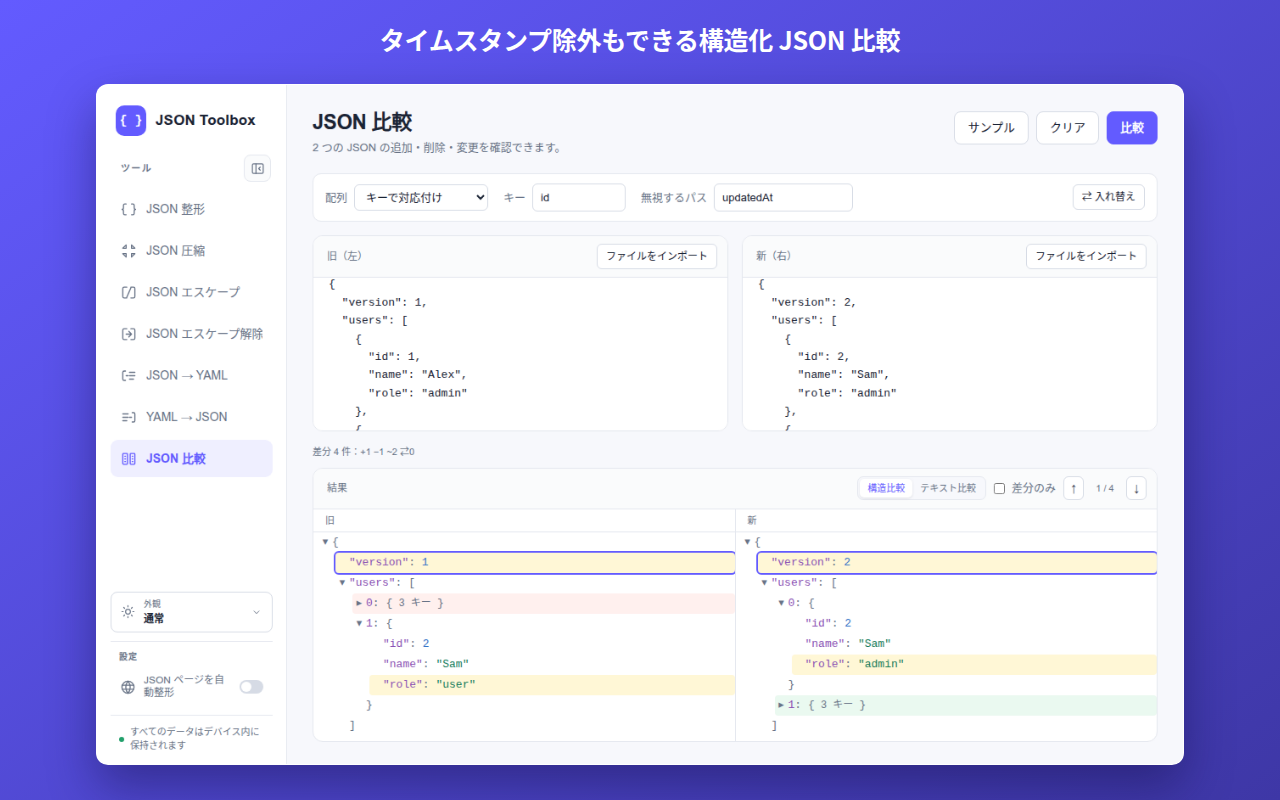 タイムスタンプ除外もできる構造化 JSON 比較
{ } JSON Toolbox
ツール
JSON 整形
JSON 圧縮
JSON エスケープ
JSON エスケープ解除
JSON → YAML
YAML → JSON
JSON 比較
外観
通常
設定
JSON ページを自
動整形
すべてのデータはデバイス内に
保持されます
JSON 比較
2 つの JSON の追加・削除・変更を確認できます。
サンプル クリア 比較
配列 キーで対応付け キー id 無視するパス updatedAt ⇄ 入れ替え
旧（左） ファイルをインポート
{
"version": 1,
"users": [
{
"id": 1,
"name": "Alex",
"role": "admin"
},
{
新（右） ファイルをインポート
{
"version": 2,
"users": [
{
"id": 2,
"name": "Sam",
"role": "admin"
},
{
差分 4 件：+1 −1 ~2 ⇄0
結果 構造比較 テキスト比較 差分のみ ↑ 1 / 4 ↓
旧
▼ {
"version": 1
▼ "users": [
▶ 0: { 3 キー }
▼ 1: {
"id": 2
"name": "Sam"
"role": "user"
}
]
新
▼ {
"version": 2
▼ "users": [
▼ 0: {
"id": 2
"name": "Sam"
"role": "admin"
}
▶ 1: { 3 キー }
]